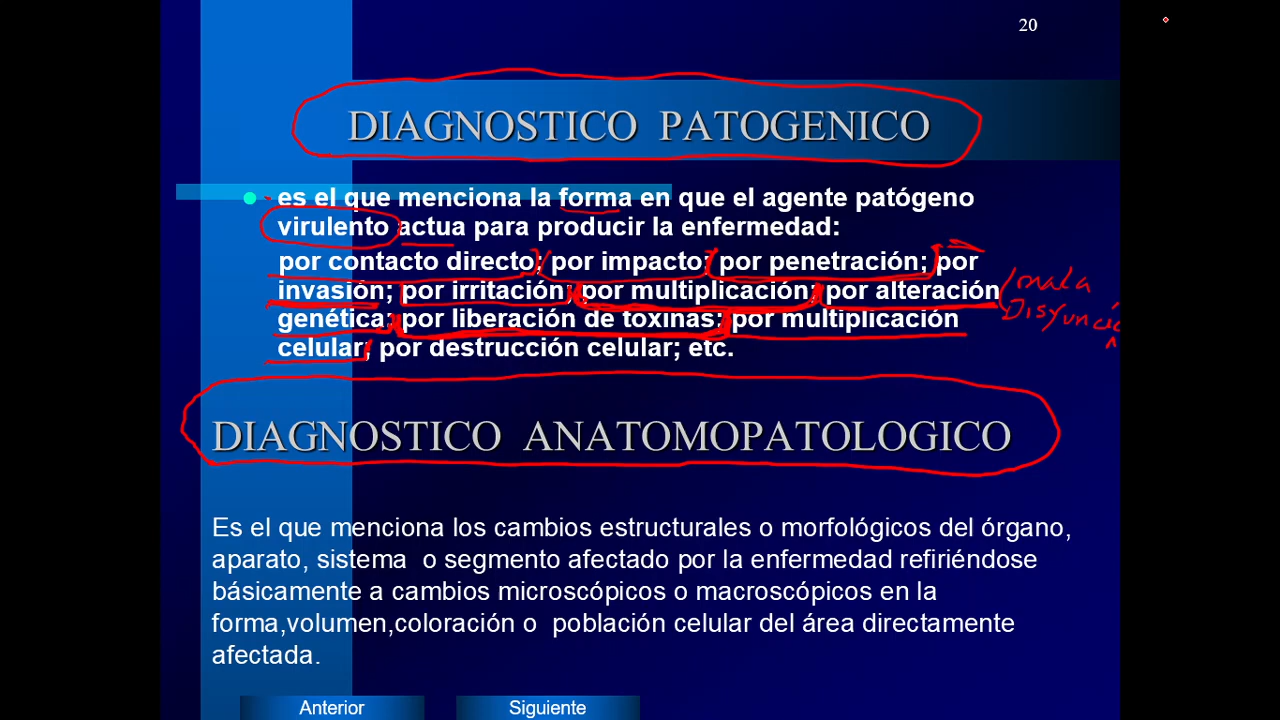 20
DIAGNOSTICO PATOGENICO
es el que menciona la forma en que el agente patógeno
virulento actua para producir la enfermedad:
por contacto directo; por impacto; por penetración; por
invasión; por irritación; por multiplicación; por alteración
genética; por liberación de toxinas; por multiplicación
celular; por destrucción celular; etc.
mala
DIAGNOSTICO ANATOMOPATOLOGICO
Es el que menciona los cambios estructurales o morfológicos del órgano,
aparato, sistema o segmento afectado por la enfermedad refiriéndose
básicamente a cambios microscópicos o macroscópicos en la
forma,volumen,coloración o población celular del área directamente
afectada.
Anterior Siguiente